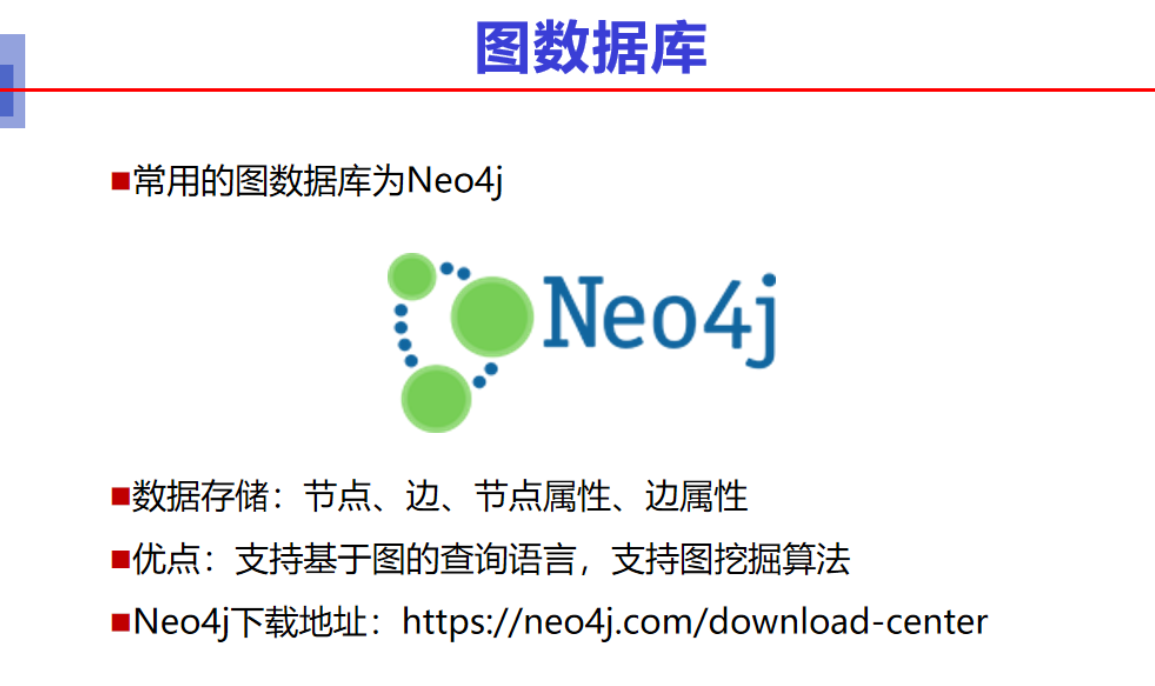 图数据库
■常用的图数据库为Neo4j
Neo4j
■数据存储：节点、边、节点属性、边属性
■优点：支持基于图的查询语言，支持图挖掘算法
■Neo4j下载地址：https://neo4j.com/download-center